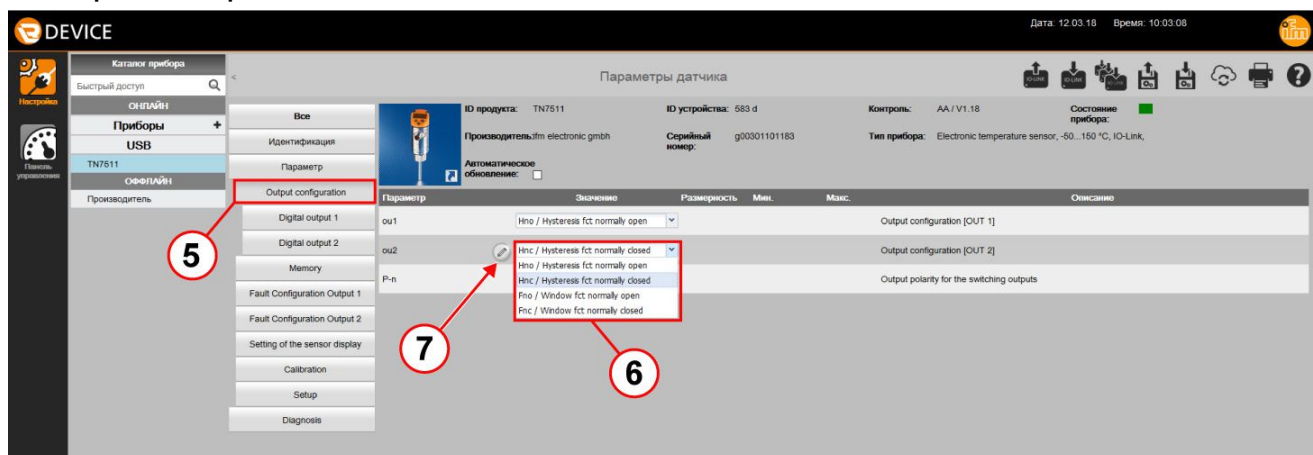 DEVICE
Дата: 12.03.18 Время: 10:03:08
ifm
Настройка
Панель управления
Каталог прибора
Быстрый доступ
ОНЛАЙН
Приборы +
USB
TN7511
ОФФЛАЙН
Производитель
<
Параметры датчика
IO-LINK
IO-LINK
Все
Идентификация
Параметр
Output configuration
Digital output 1
Digital output 2
Memory
Fault Configuration Output 1
Fault Configuration Output 2
Setting of the sensor display
Calibration
Setup
Diagnosis
ID продукта: TN7511
ID устройства: 583 d
Контроль: AA / V1.18
Состояние прибора:
Производитель: ifm electronic gmbh
Серийный номер: g00301101183
Тип прибора: Electronic temperature sensor, -50...150 °C, IO-Link,
Автоматическое обновление:
Параметр Значение Размерность Мин. Макс. Описание
ou1 Hno / Hysteresis fct normally open Output configuration [OUT 1]
ou2 Hnc / Hysteresis fct normally closed Output configuration [OUT 2]
Hno / Hysteresis fct normally open
P-n Hnc / Hysteresis fct normally closed Output polarity for the switching outputs
Fno / Window fct normally open
Fnc / Window fct normally closed
5
7
6